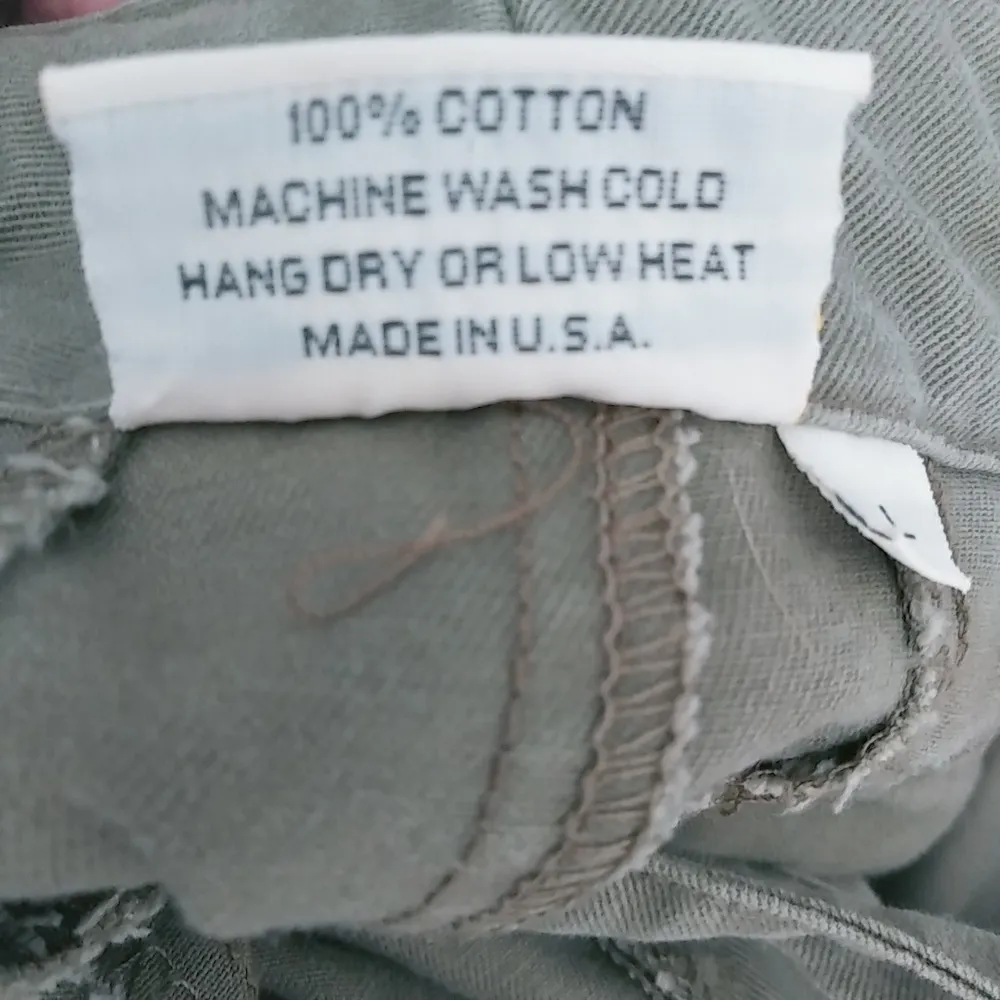 100% COTTON
MACHINE WASH COLD
HANG DRY OR LOW HEAT
MADE IN U.S.A.